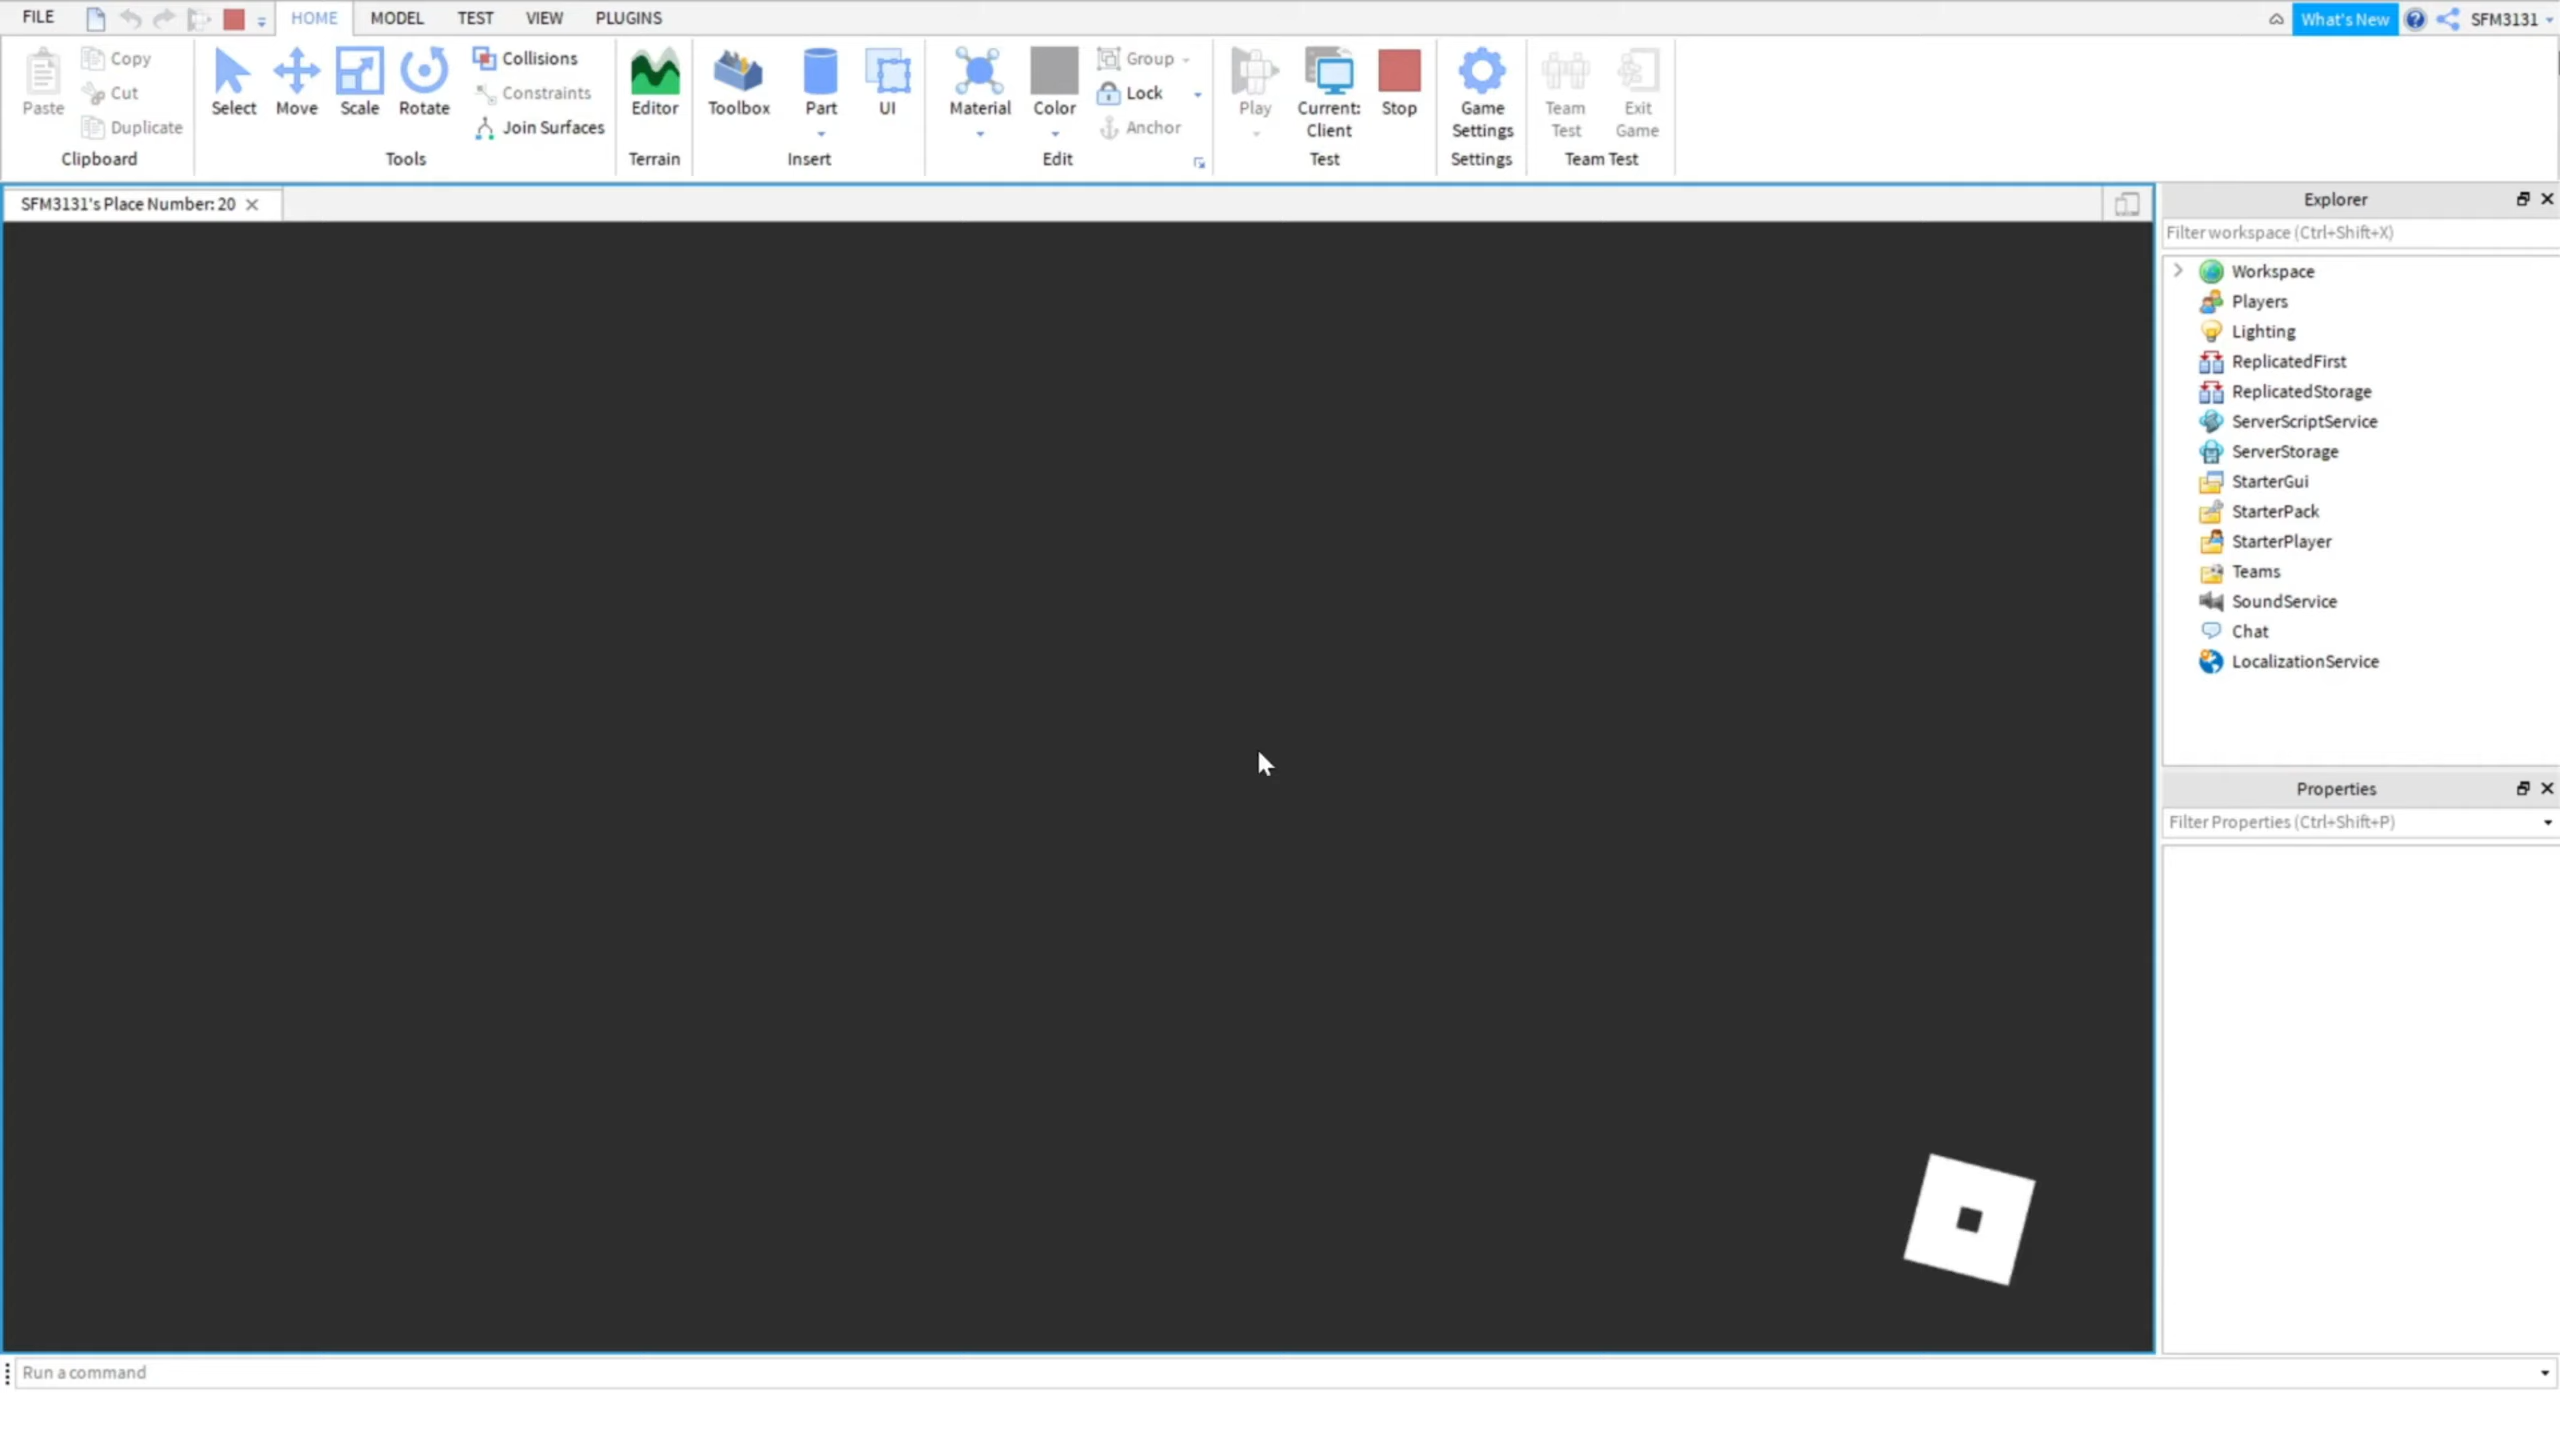 FILE
HOME
MODEL
TEST
VIEW
PLUGINS
What's New
SFM3131
Paste
Copy
Cut
Duplicate
Clipboard
Select
Move
Scale
Rotate
Collisions
Constraints
Join Surfaces
Tools
Editor
Terrain
Toolbox
Part
UI
Insert
Material
Color
Group
Lock
Anchor
Edit
Play
Current:
Client
Stop
Test
Game
Settings
Settings
Team
Test
Exit
Game
Team Test
SFM3131's Place Number: 20
Explorer
Filter workspace (Ctrl+Shift+X)
Workspace
Players
Lighting
ReplicatedFirst
ReplicatedStorage
ServerScriptService
ServerStorage
StarterGui
StarterPack
StarterPlayer
Teams
SoundService
Chat
LocalizationService
Properties
Filter Properties (Ctrl+Shift+P)
Run a command